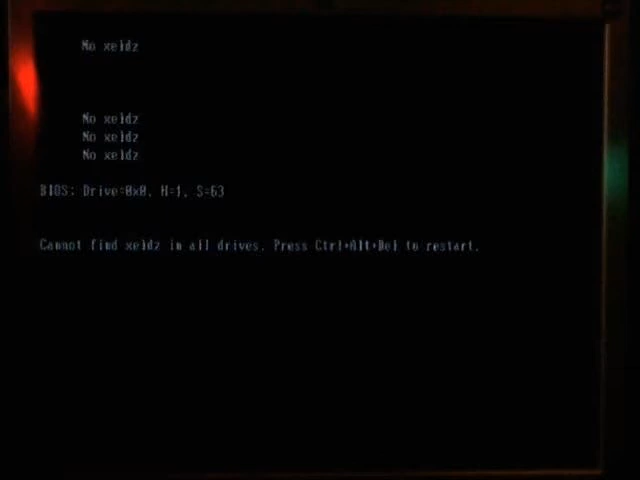 No xeldz
No xeldz
No xeldz
No xeldz
BIOS: Drive=0x0, H=1, S=63
Cannot find xeldz in all drives. Press Ctrl+Alt+Del to restart.